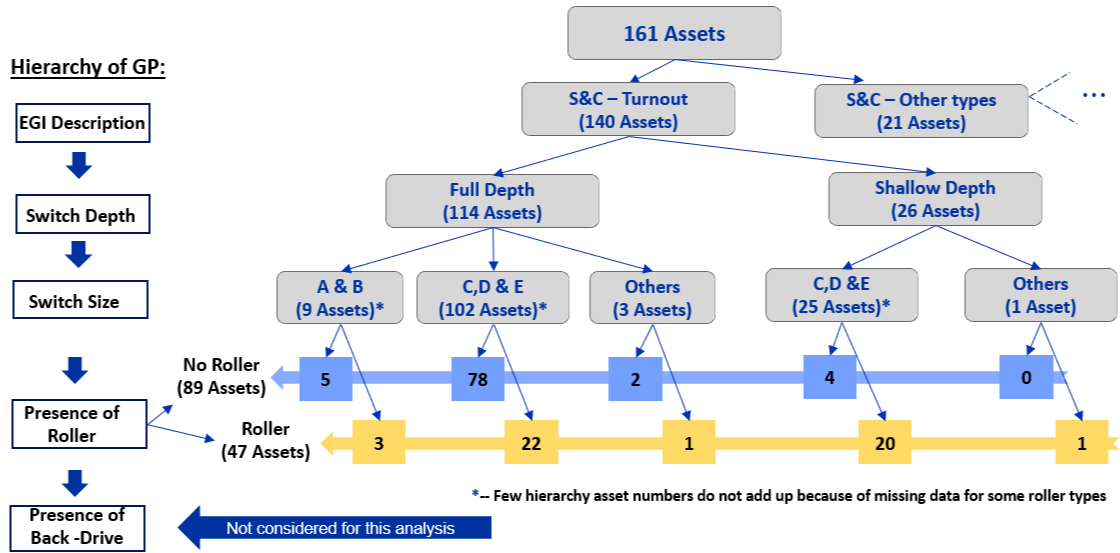 161 Assets
Hierarchy of GP:
EGI Description
Switch Depth
Switch Size
Presence of
Roller
Presence of
Back -Drive
S&C – Turnout
(140 Assets)
S&C – Other types
(21 Assets)
...
Full Depth
(114 Assets)
Shallow Depth
(26 Assets)
A & B
(9 Assets)*
C,D & E
(102 Assets)*
Others
(3 Assets)
C,D &E
(25 Assets)*
Others
(1 Asset)
No Roller
(89 Assets)
5
78
2
4
0
Roller
(47 Assets)
3
22
1
20
1
*-- Few hierarchy asset numbers do not add up because of missing data for some roller types
Not considered for this analysis